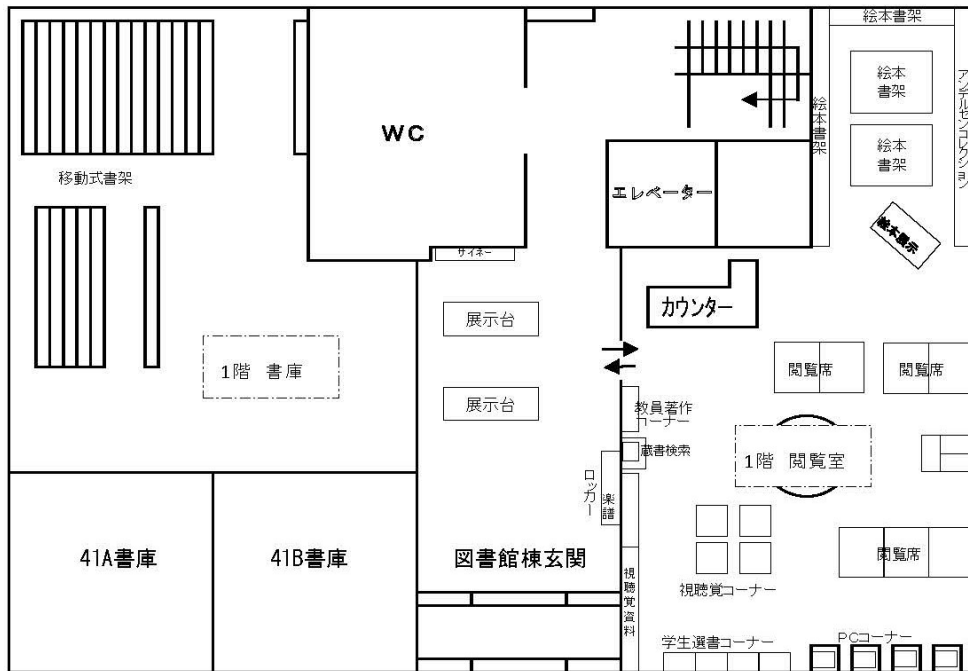 絵本書架
絵本
書架
絵本
書架
絵本書架
アンデルセンコレクション
絵本展示
WC
エレベーター
移動式書架
サイネー
カウンター
展示台
1階 書庫
展示台
閲覧席
閲覧席
教員著作
コーナー
蔵書検索
1階 閲覧室
ロッカー
楽譜
41A書庫
41B書庫
図書館棟玄関
閲覧席
視聴覚コーナー
視聴覚資料
学生選書コーナー
PCコーナー